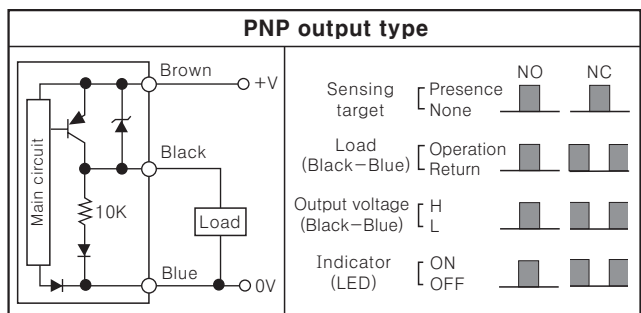 PNP output type
Brown
+V
Black
Main circuit
10K
Load
Blue
0V
NO NC
Sensing target
Presence
None
Load
(Black−Blue)
Operation
Return
Output voltage
(Black−Blue)
H
L
Indicator
(LED)
ON
OFF